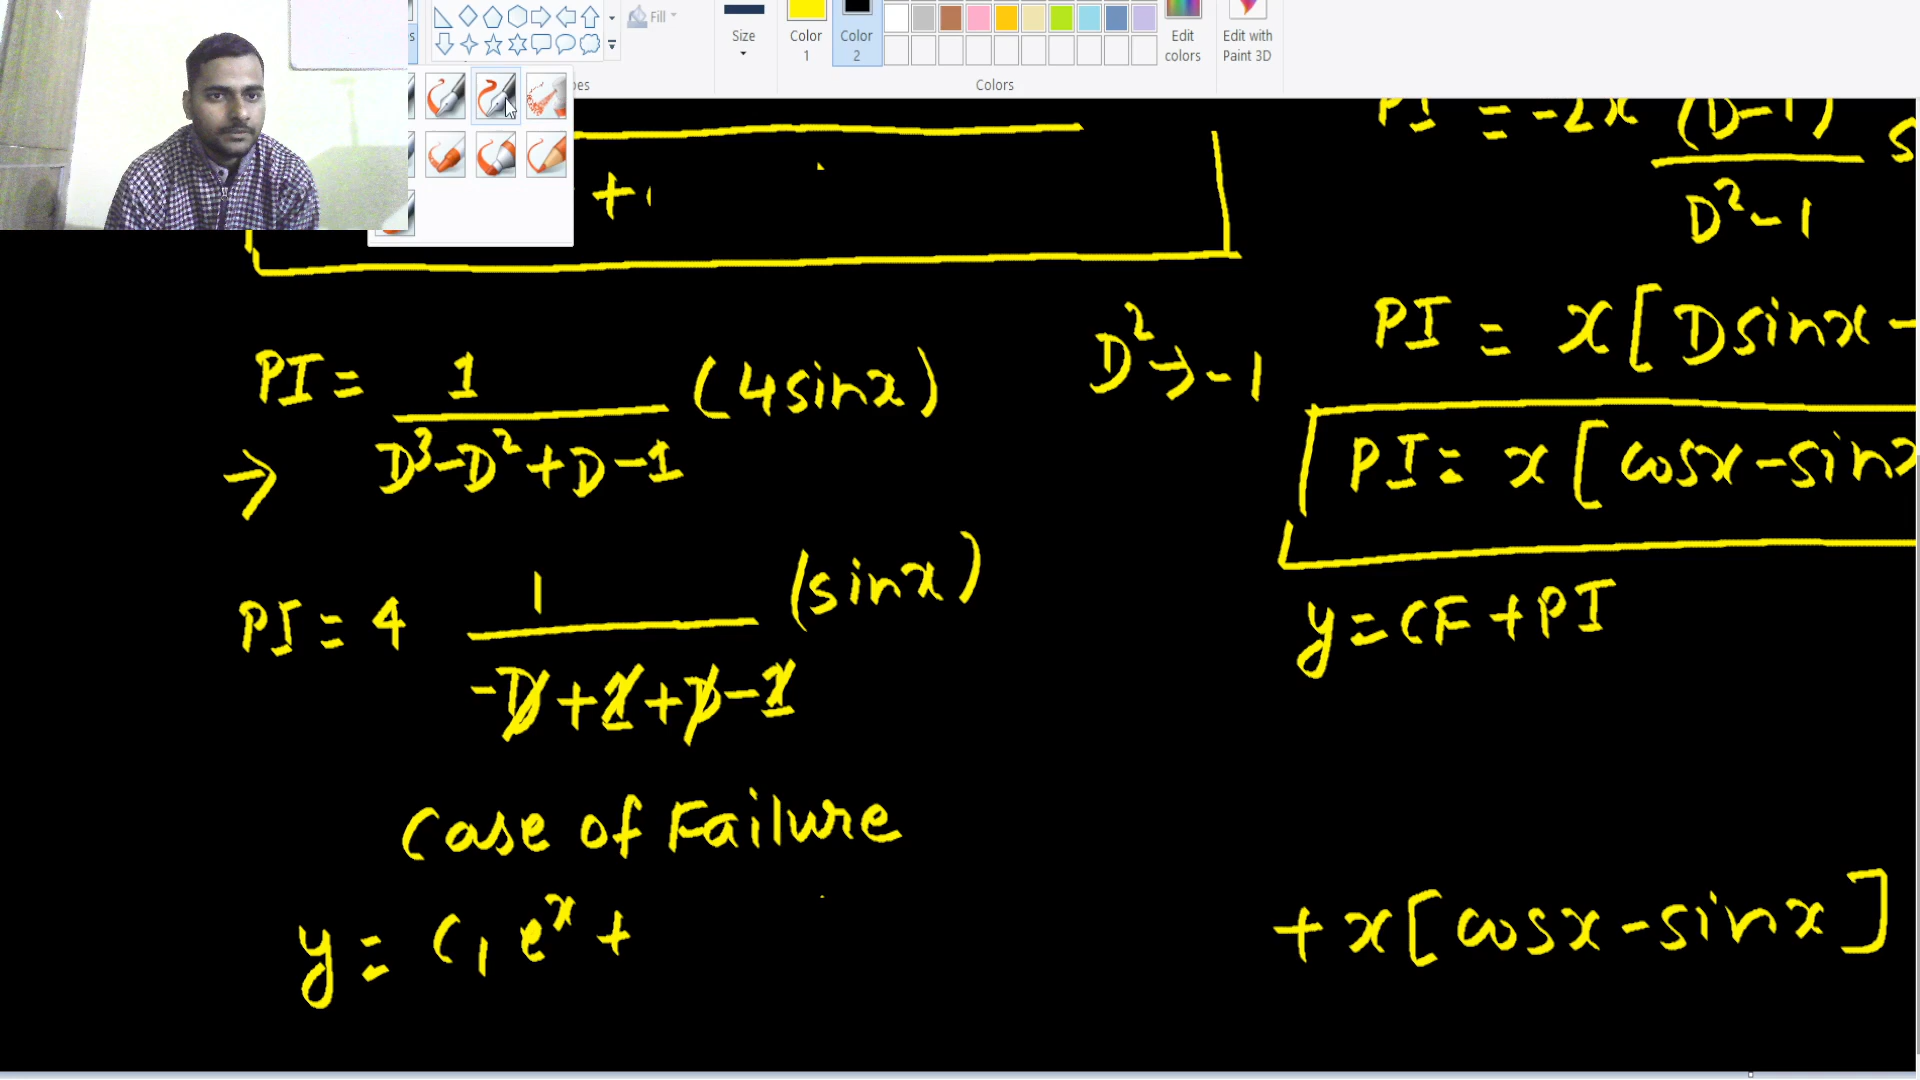 Fill
Size
Color 1
Color 2
Edit colors
Edit with Paint 3D
Colors
PI = -2x (D-1)
D²-1
+
PI = 1 (4sinx)
D³-D²+D-1
D² → -1
PI = x[Dsinx -
→
PI = x[cosx-sinx
PI = 4 1 (sinx)
-D+1+D-1
y = CF + PI
Case of Failure
y = C₁ eˣ +
+ x[cosx-sinx]